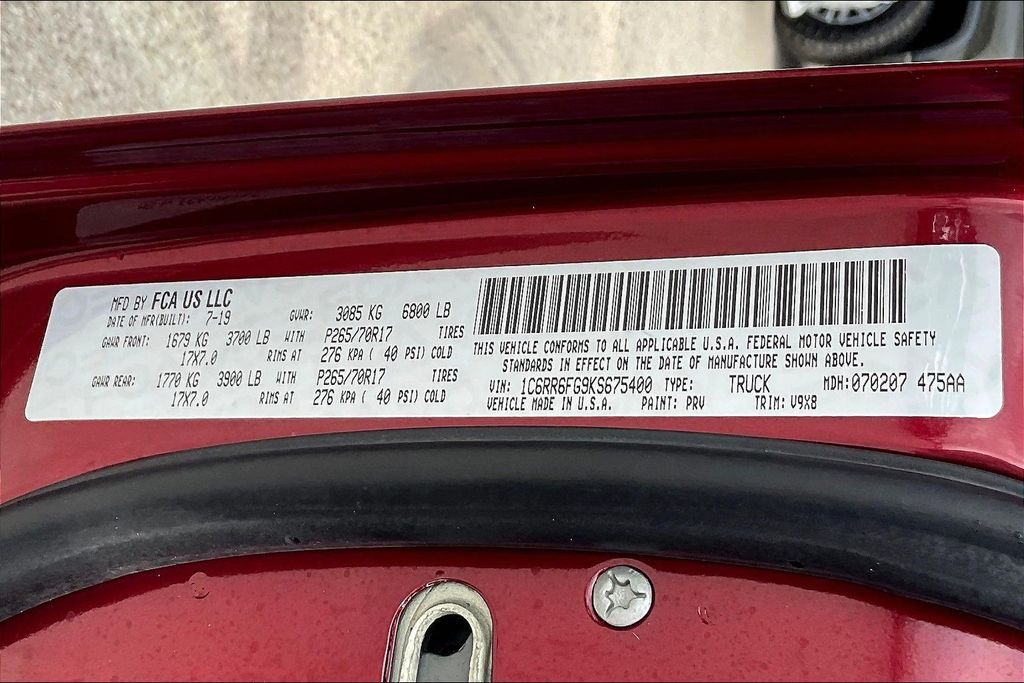 MFD BY FCA US LLC
DATE OF MFR(BUILT): 7-19 GVWR: 3085 KG 6800 LB
GAWR FRONT: 1679 KG 3700 LB WITH P265/70R17 TIRES
17X7.0 RIMS AT 276 KPA ( 40 PSI) COLD
GAWR REAR: 1770 KG 3900 LB WITH P265/70R17 TIRES
17X7.0 RIMS AT 276 KPA ( 40 PSI) COLD
THIS VEHICLE CONFORMS TO ALL APPLICABLE U.S.A. FEDERAL MOTOR VEHICLE SAFETY
STANDARDS IN EFFECT ON THE DATE OF MANUFACTURE SHOWN ABOVE.
VIN: 1C6RR6FG9KS675400 TYPE: TRUCK MDH:070207 475AA
VEHICLE MADE IN U.S.A. PAINT: PRV TRIM: V9X8